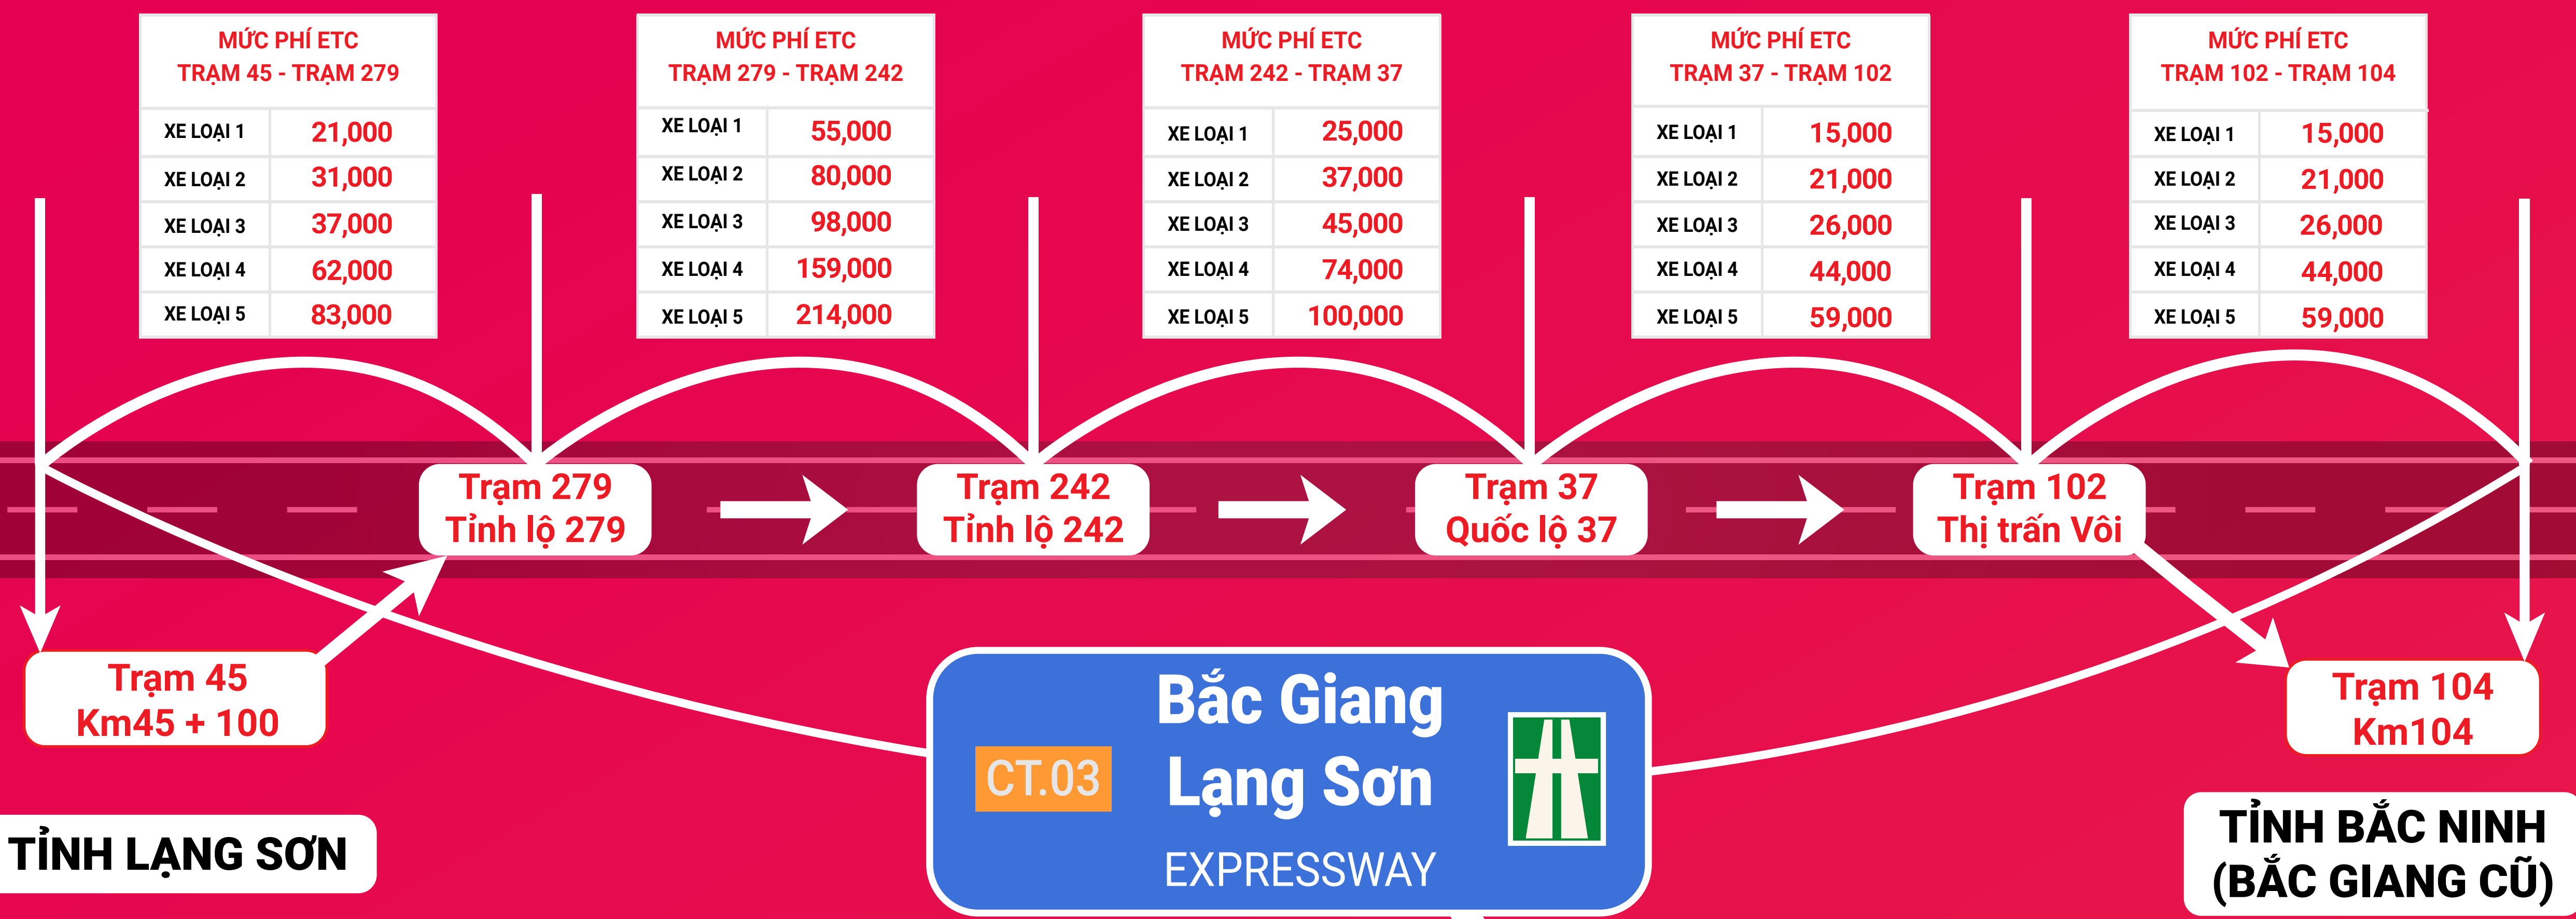 MỨC PHÍ ETC
TRẠM 45 - TRẠM 279
XE LOẠI 1 21,000
XE LOẠI 2 31,000
XE LOẠI 3 37,000
XE LOẠI 4 62,000
XE LOẠI 5 83,000
MỨC PHÍ ETC
TRẠM 279 - TRẠM 242
XE LOẠI 1 55,000
XE LOẠI 2 80,000
XE LOẠI 3 98,000
XE LOẠI 4 159,000
XE LOẠI 5 214,000
MỨC PHÍ ETC
TRẠM 242 - TRẠM 37
XE LOẠI 1 25,000
XE LOẠI 2 37,000
XE LOẠI 3 45,000
XE LOẠI 4 74,000
XE LOẠI 5 100,000
MỨC PHÍ ETC
TRẠM 37 - TRẠM 102
XE LOẠI 1 15,000
XE LOẠI 2 21,000
XE LOẠI 3 26,000
XE LOẠI 4 44,000
XE LOẠI 5 59,000
MỨC PHÍ ETC
TRẠM 102 - TRẠM 104
XE LOẠI 1 15,000
XE LOẠI 2 21,000
XE LOẠI 3 26,000
XE LOẠI 4 44,000
XE LOẠI 5 59,000
Trạm 279
Tỉnh lộ 279
Trạm 242
Tỉnh lộ 242
Trạm 37
Quốc lộ 37
Trạm 102
Thị trấn Vôi
Trạm 45
Km45 + 100
Trạm 104
Km104
Bắc Giang
Lạng Sơn
CT.03
EXPRESSWAY
TỈNH LẠNG SƠN
TỈNH BẮC NINH
(BẮC GIANG CŨ)